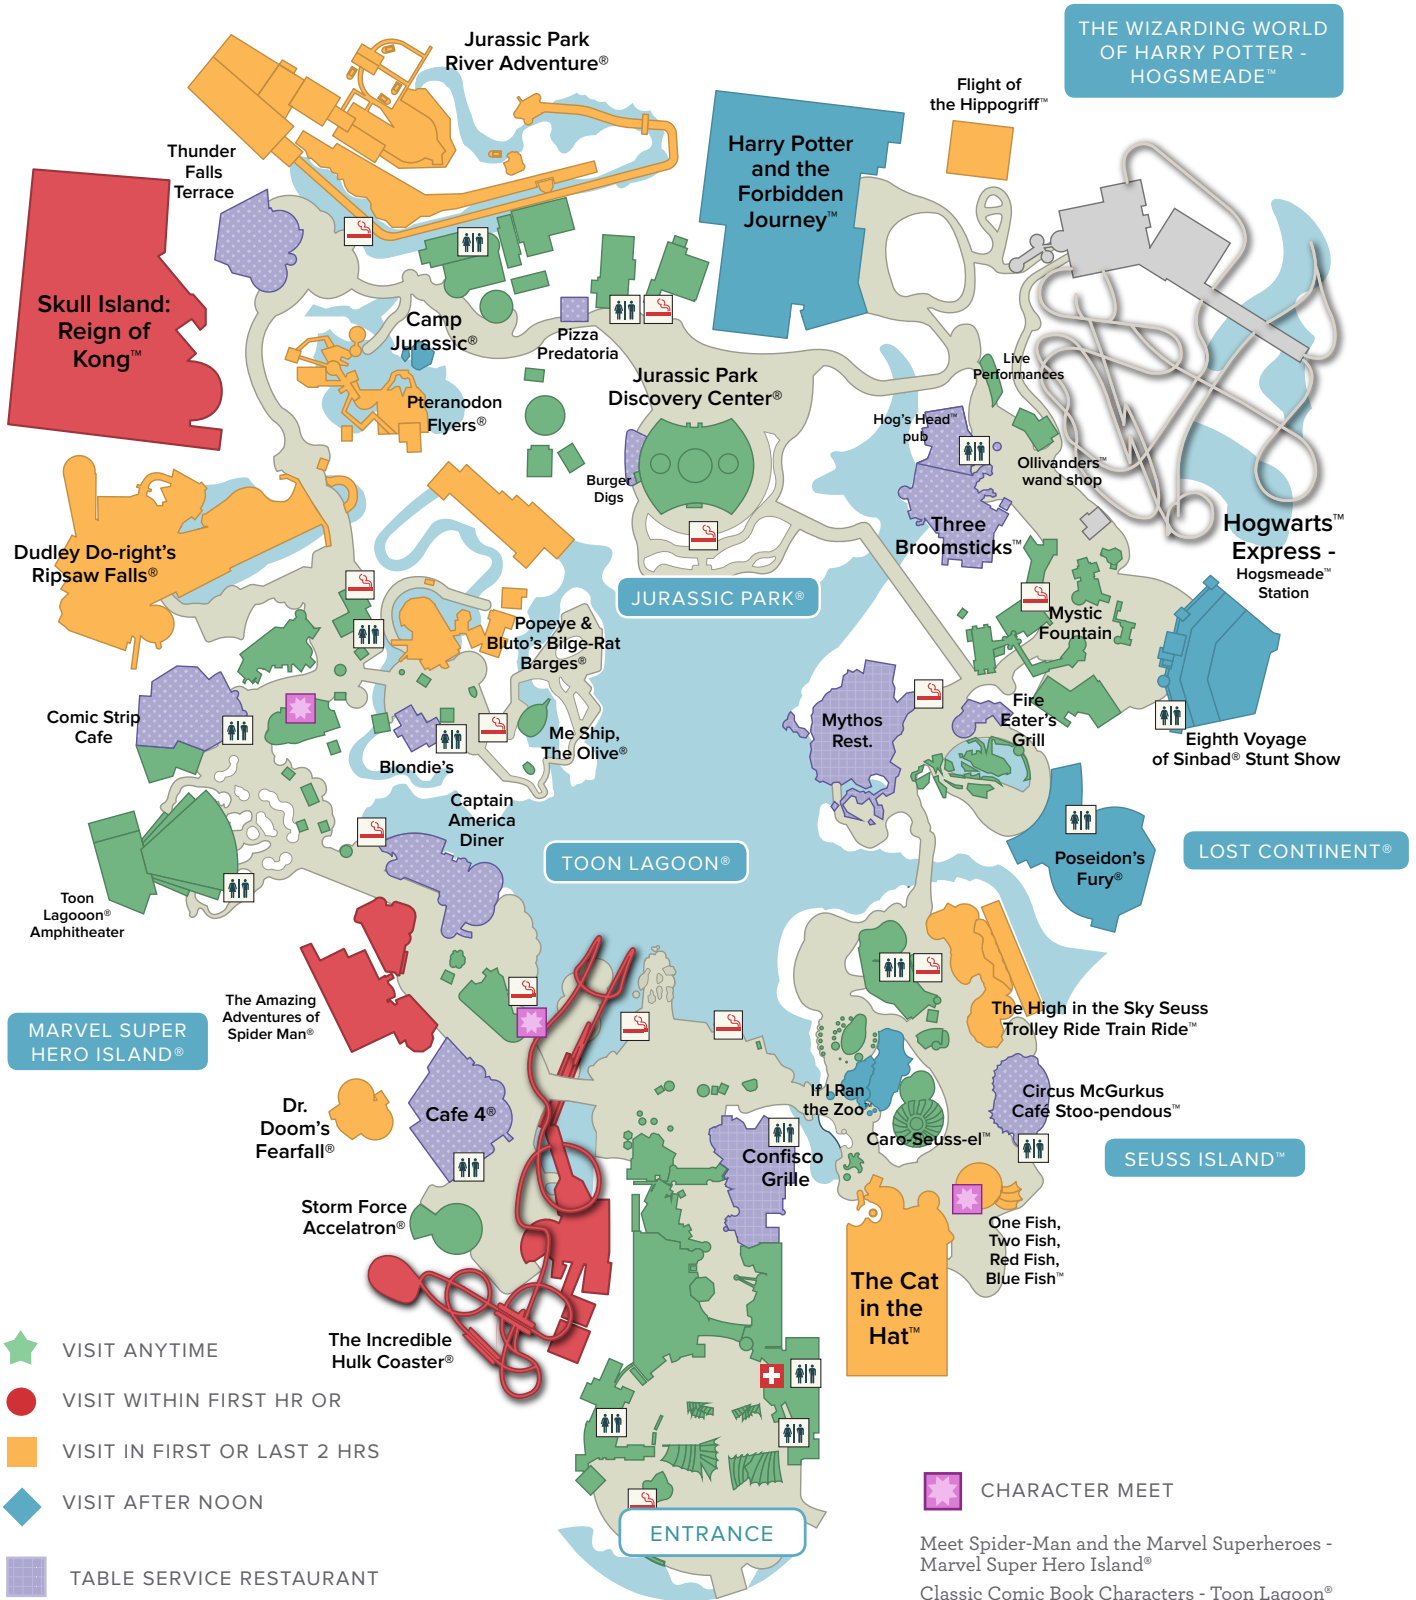 THE WIZARDING WORLD
OF HARRY POTTER -
HOGSMEADE™
Jurassic Park
River Adventure®
Flight of
the Hippogriff™
Thunder
Falls
Terrace
Harry Potter
and the
Forbidden
Journey™
Skull Island:
Reign of
Kong™
Camp
Jurassic®
Pizza
Predatoria
Live
Performances
Jurassic Park
Discovery Center®
Pteranodon
Flyers®
Hog's Head™
pub
Burger
Digs
Ollivanders™
wand shop
Three
Broomsticks™
Hogwarts™
Express -
Hogsmeade™
Station
Dudley Do-right's
Ripsaw Falls®
JURASSIC PARK®
Popeye &
Bluto's Bilge-Rat
Barges®
Mystic
Fountain
Comic Strip
Cafe
Me Ship,
The Olive®
Blondie's
Mythos
Rest.
Fire
Eater's
Grill
Eighth Voyage
of Sinbad® Stunt Show
Captain
America
Diner
TOON LAGOON®
Poseidon's
Fury®
LOST CONTINENT®
Toon
Lagooon®
Amphitheater
The Amazing
Adventures of
Spider Man®
MARVEL SUPER
HERO ISLAND®
The High in the Sky Seuss
Trolley Ride Train Ride™
If I Ran
the Zoo™
Circus McGurkus
Café Stoo-pendous™
Dr.
Doom's
Fearfall®
Cafe 4®
Caro-Seuss-el™
Confisco
Grille
SEUSS ISLAND™
Storm Force
Accelatron®
One Fish,
Two Fish,
Red Fish,
Blue Fish™
The Cat
in the
Hat™
The Incredible
Hulk Coaster®
VISIT ANYTIME
VISIT WITHIN FIRST HR OR
VISIT IN FIRST OR LAST 2 HRS
VISIT AFTER NOON
TABLE SERVICE RESTAURANT
ENTRANCE
CHARACTER MEET
Meet Spider-Man and the Marvel Superheroes -
Marvel Super Hero Island®
Classic Comic Book Characters - Toon Lagoon®